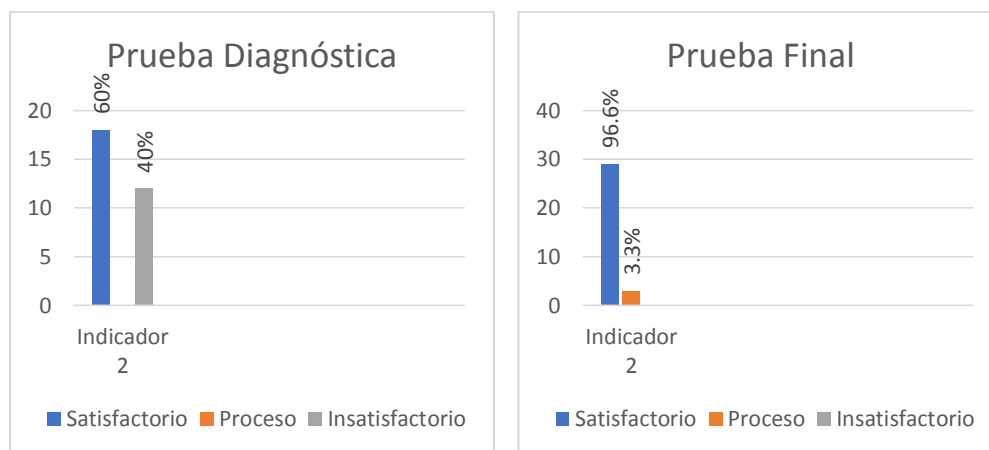 Prueba Diagnóstica
60%
40%
20
15
10
5
0
Indicador
2
Satisfactorio Proceso Insatisfactorio
Prueba Final
96.6%
3.3%
40
30
20
10
0
Indicador
2
Satisfactorio Proceso Insatisfactorio